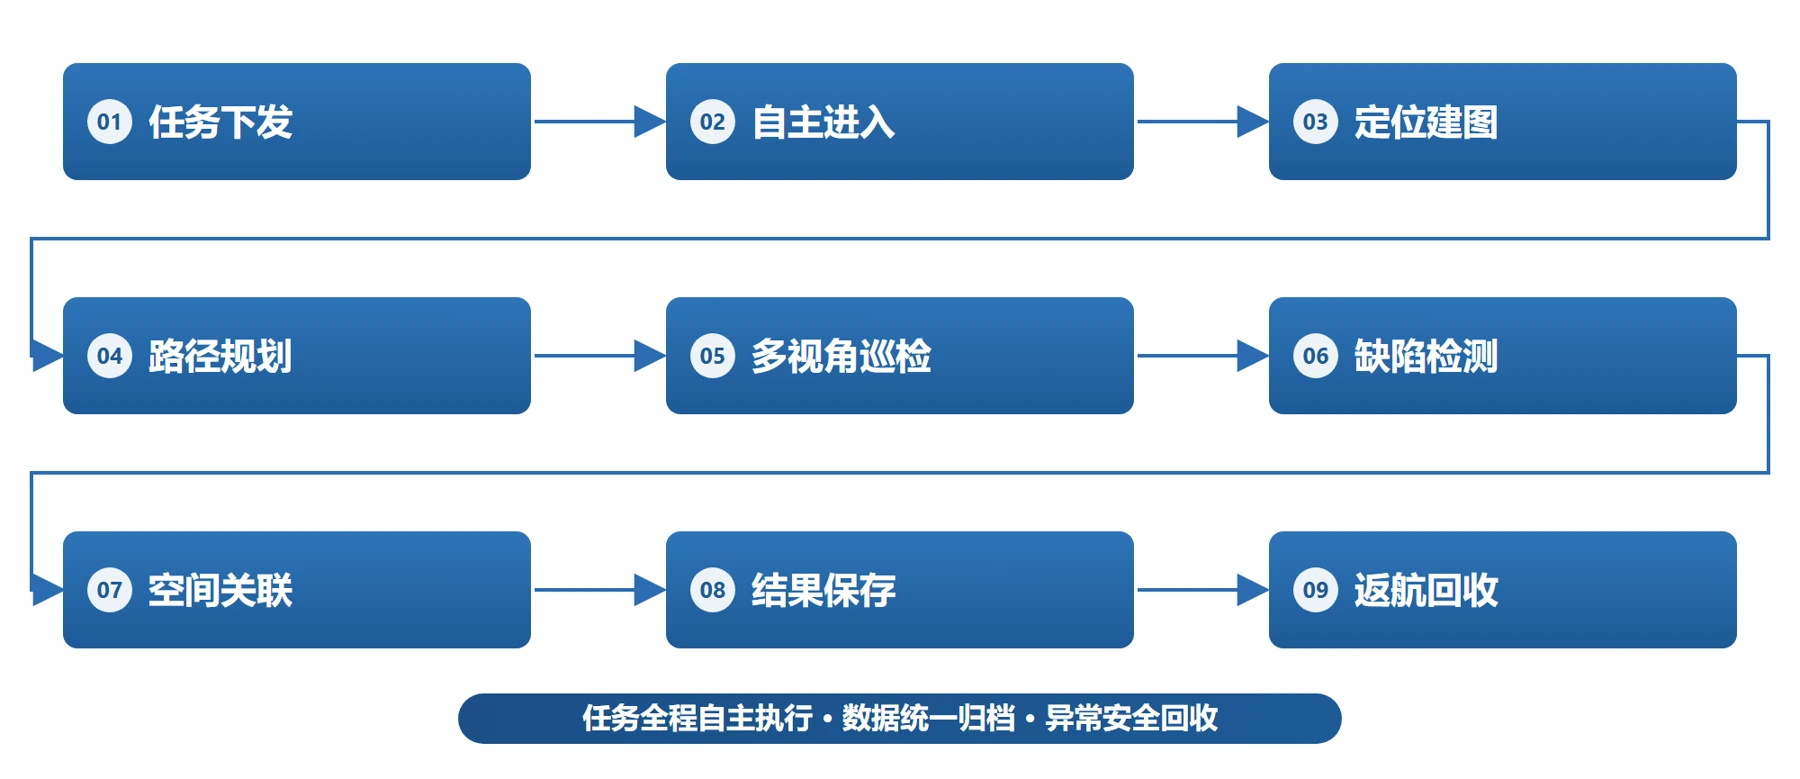 01 任务下发
02 自主进入
03 定位建图
04 路径规划
05 多视角巡检
06 缺陷检测
07 空间关联
08 结果保存
09 返航回收
任务全程自主执行 • 数据统一归档 • 异常安全回收